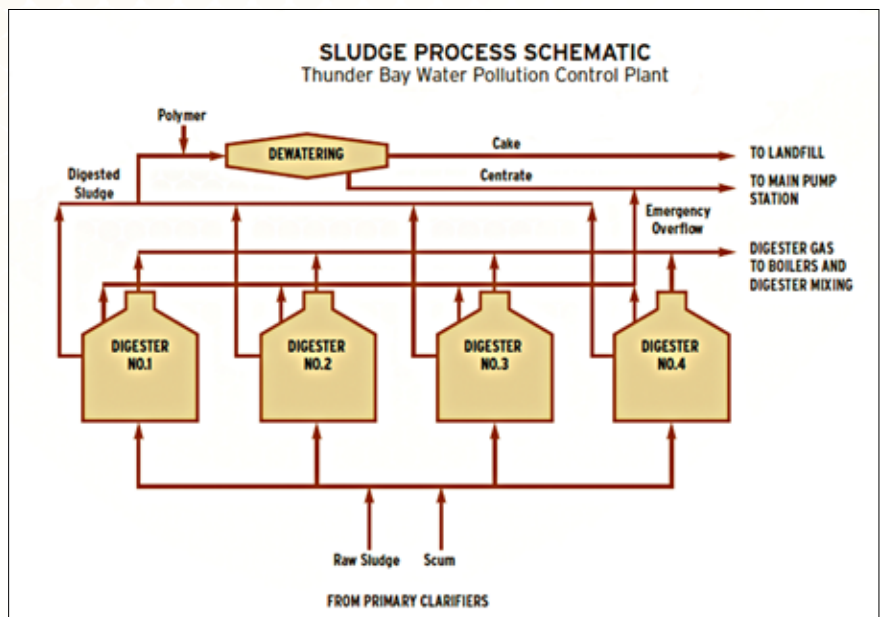 SLUDGE PROCESS SCHEMATIC
Thunder Bay Water Pollution Control Plant
Polymer
DEWATERING
Cake
TO LANDFILL
Digested
Sludge
Centrate
TO MAIN PUMP
STATION
Emergency
Overflow
DIGESTER GAS
TO BOILERS AND
DIGESTER MIXING
DIGESTER
NO.1
DIGESTER
NO.2
DIGESTER
NO.3
DIGESTER
NO.4
Raw Sludge
Scum
FROM PRIMARY CLARIFIERS